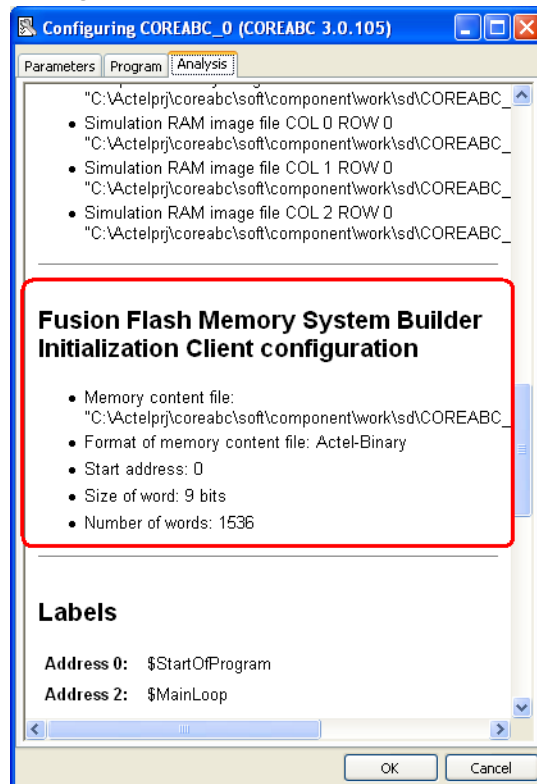 Configuring COREABC_0 (COREABC 3.0.105)
Parameters Program Analysis
"C:\Actelprj\coreabc\soft\component\work\sd\COREABC_
• Simulation RAM image file COL 0 ROW 0
"C:\Actelprj\coreabc\soft\component\work\sd\COREABC_
• Simulation RAM image file COL 1 ROW 0
"C:\Actelprj\coreabc\soft\component\work\sd\COREABC_
• Simulation RAM image file COL 2 ROW 0
"C:\Actelprj\coreabc\soft\component\work\sd\COREABC_
Fusion Flash Memory System Builder
Initialization Client configuration
• Memory content file:
"C:\Actelprj\coreabc\soft\component\work\sd\COREABC_
• Format of memory content file: Actel-Binary
• Start address: 0
• Size of word: 9 bits
• Number of words: 1536
Labels
Address 0: $StartOfProgram
Address 2: $MainLoop
OK Cancel